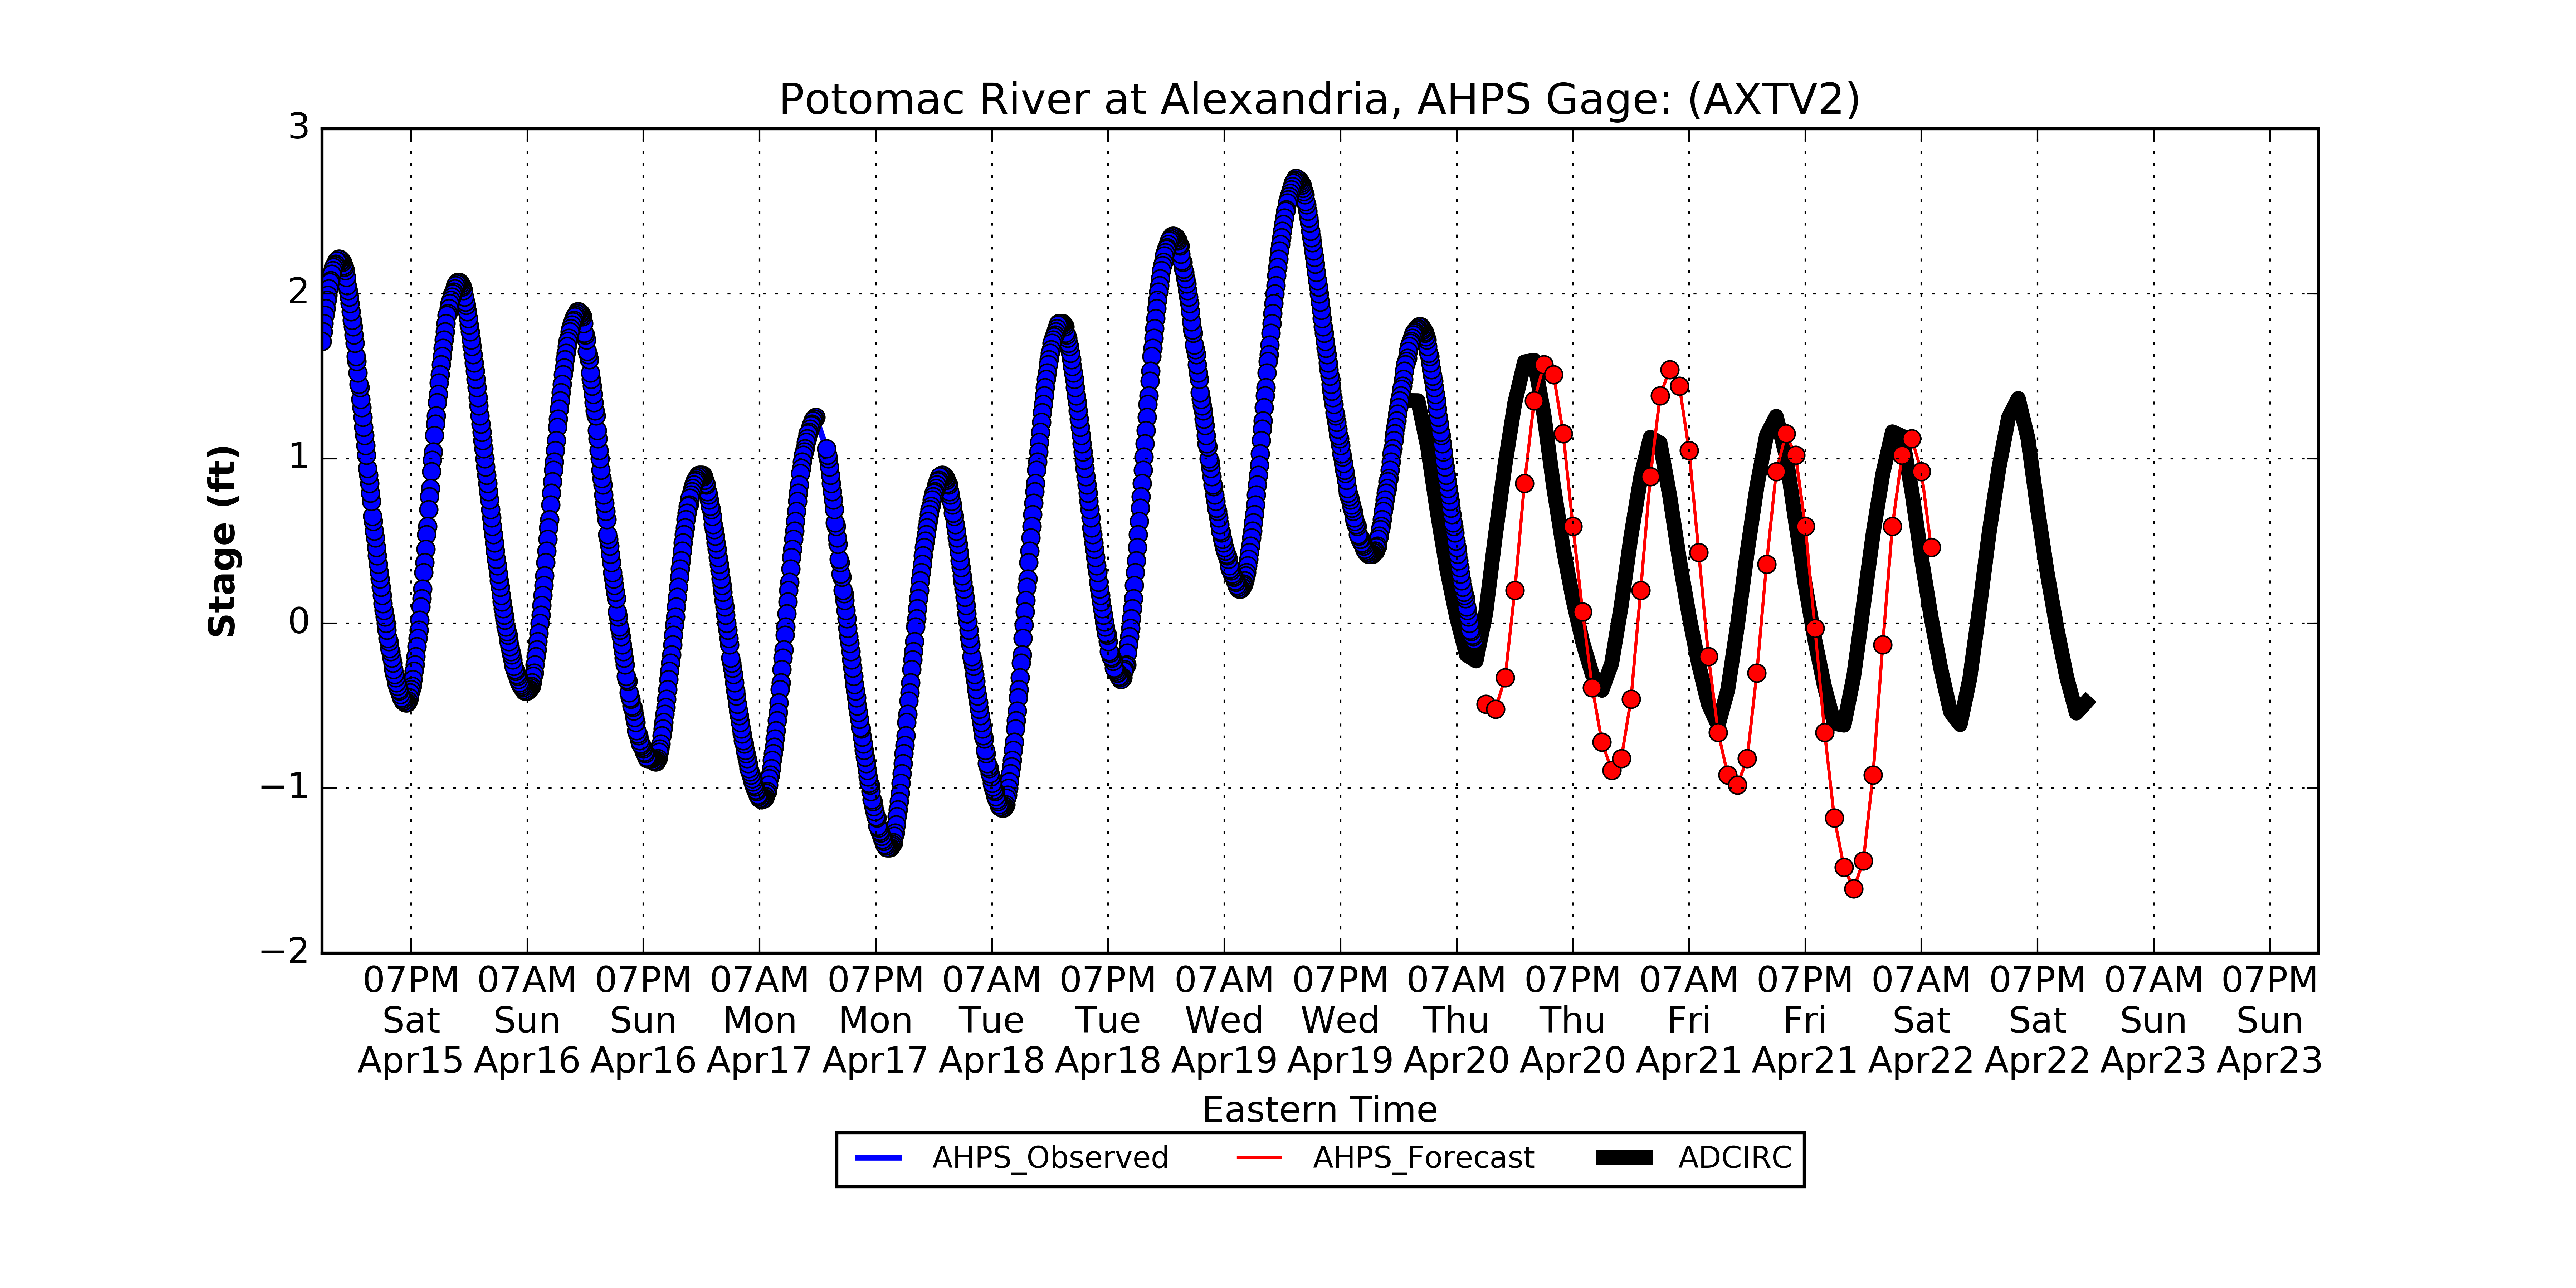 Potomac River at Alexandria, AHPS Gage: (AXTV2)
3
2
1
0
−1
−2
Stage (ft)
07PM 07AM 07PM 07AM 07PM 07AM 07PM 07AM 07PM 07AM 07PM 07AM 07PM 07AM 07PM 07AM 07PM
Sat Sun Sun Mon Mon Tue Tue Wed Wed Thu Thu Fri Fri Sat Sat Sun Sun
Apr15 Apr16 Apr16 Apr17 Apr17 Apr18 Apr18 Apr19 Apr19 Apr20 Apr20 Apr21 Apr21 Apr22 Apr22 Apr23 Apr23
Eastern Time
AHPS_Observed AHPS_Forecast ADCIRC